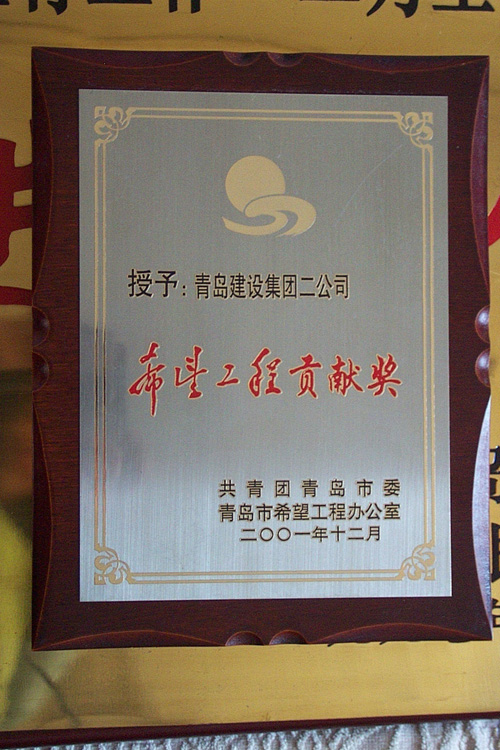 授予：青岛建设集团二公司
希望工程贡献奖
共青团青岛市委
青岛市希望工程办公室
二〇〇一年十二月